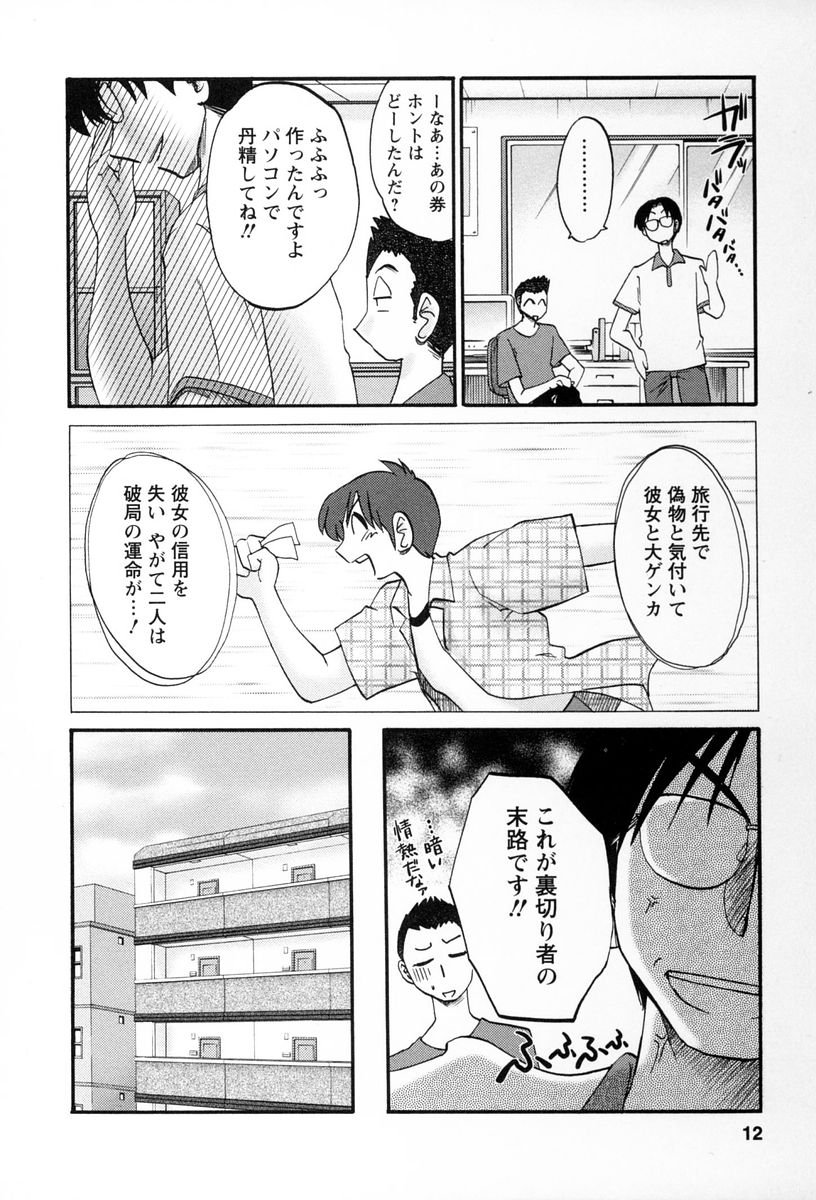 ガラッ
バタバタバタ…
………
ーなあ…あの券
ホントは
どーしたんだ?
ふふふっ
作ったんですよ
パソコンで
丹精してね!!
旅行先で
偽物と気付いて
彼女と大ゲンカ
彼女の信用を
失い やがて二人は
破局の運命が…!
これが裏切り者の
末路です!!
…暗い
情熱だなァ
ふふふふ
12